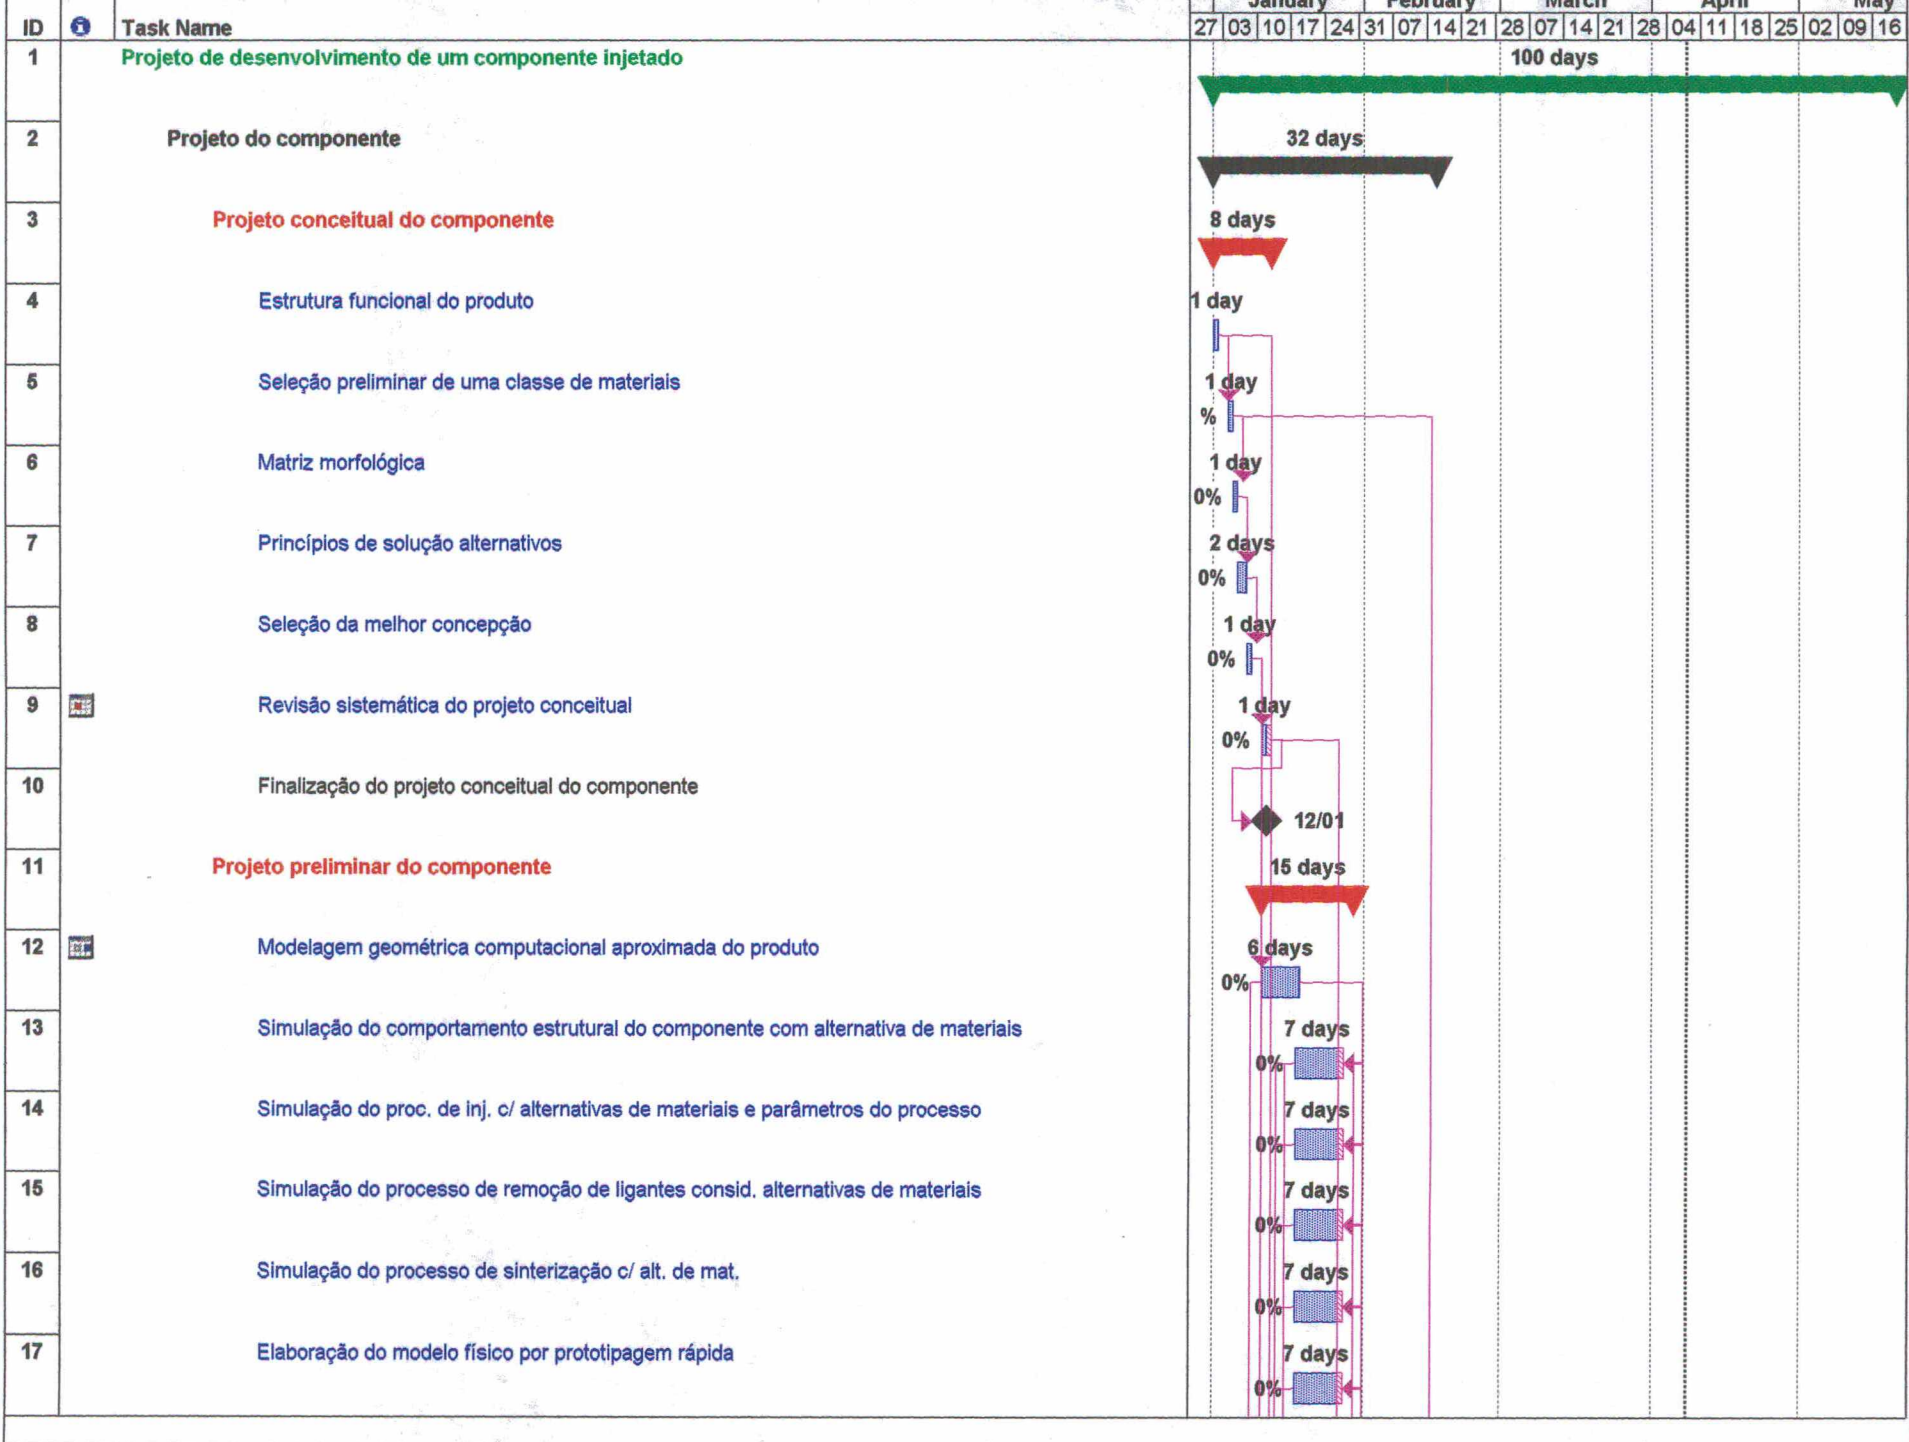 January February March April May
ID Task Name 27 03 10 17 24 31 07 14 21 28 07 14 21 28 04 11 18 25 02 09 16
1 Projeto de desenvolvimento de um componente injetado 100 days
2 Projeto do componente 32 days
3 Projeto conceitual do componente 8 days
4 Estrutura funcional do produto 1 day
5 Seleção preliminar de uma classe de materiais 1 day
%
6 Matriz morfológica 1 day
0%
7 Princípios de solução alternativos 2 days
0%
8 Seleção da melhor concepção 1 day
0%
9 Revisão sistemática do projeto conceitual 1 day
0%
10 Finalização do projeto conceitual do componente
12/01
11 Projeto preliminar do componente 15 days
12 Modelagem geométrica computacional aproximada do produto 6 days
0%
13 Simulação do comportamento estrutural do componente com alternativa de materiais 7 days
0%
14 Simulação do proc. de inj. c/ alternativas de materiais e parâmetros do processo 7 days
0%
15 Simulação do processo de remoção de ligantes consid. alternativas de materiais 7 days
0%
16 Simulação do processo de sinterização c/ alt. de mat. 7 days
0%
17 Elaboração do modelo físico por prototipagem rápida 7 days
0%